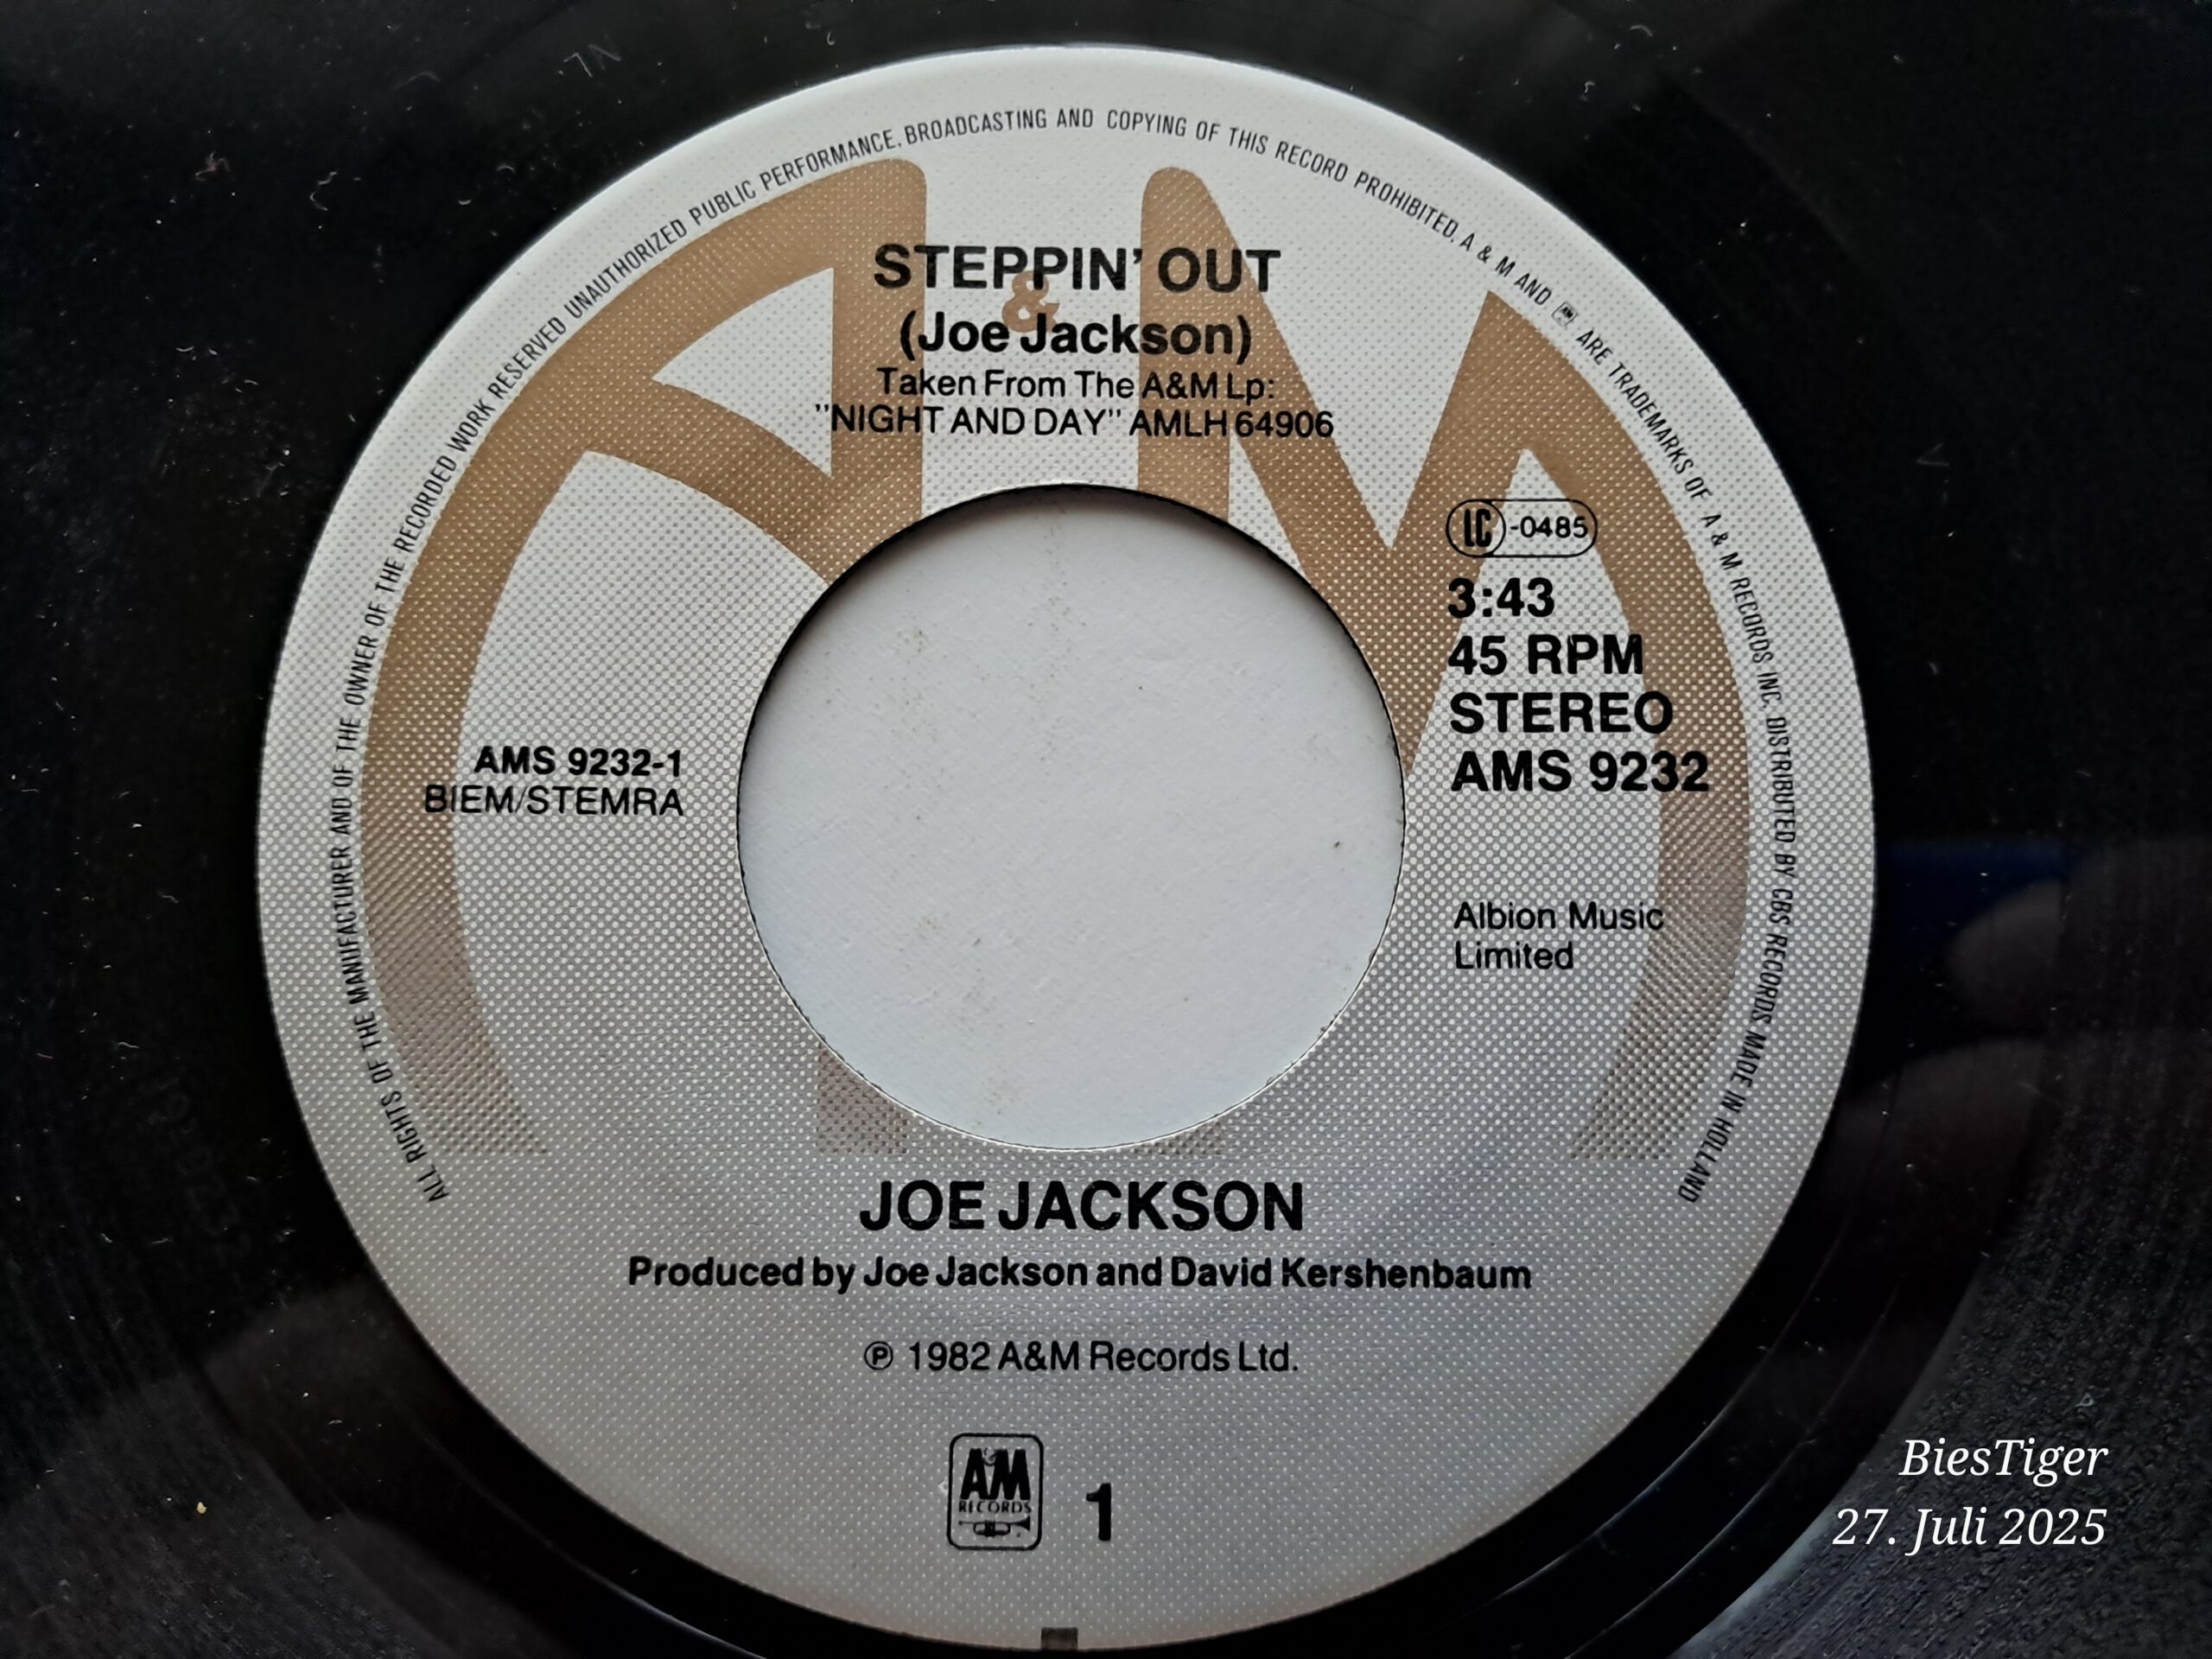 ALL RIGHTS OF THE MANUFACTURER AND OF THE OWNER OF THE RECORDED WORK RESERVED UNAUTHORIZED PUBLIC PERFORMANCE, BROADCASTING AND COPYING OF THIS RECORD PROHIBITED, A & M AND AM ARE TRADEMARKS OF A & M RECORDS INC. DISTRIBUTED BY CBS RECORDS MADE IN HOLLAND
A&M
STEPPIN' OUT
(Joe Jackson)
Taken From The A&M Lp:
"NIGHT AND DAY" AMLH 64906
LC-0485
3:43
45 RPM
STEREO
AMS 9232
AMS 9232-1
BIEM/STEMRA
Albion Music
Limited
JOE JACKSON
Produced by Joe Jackson and David Kershenbaum
℗ 1982 A&M Records Ltd.
A&M
RECORDS
1
BiesTiger
27. Juli 2025